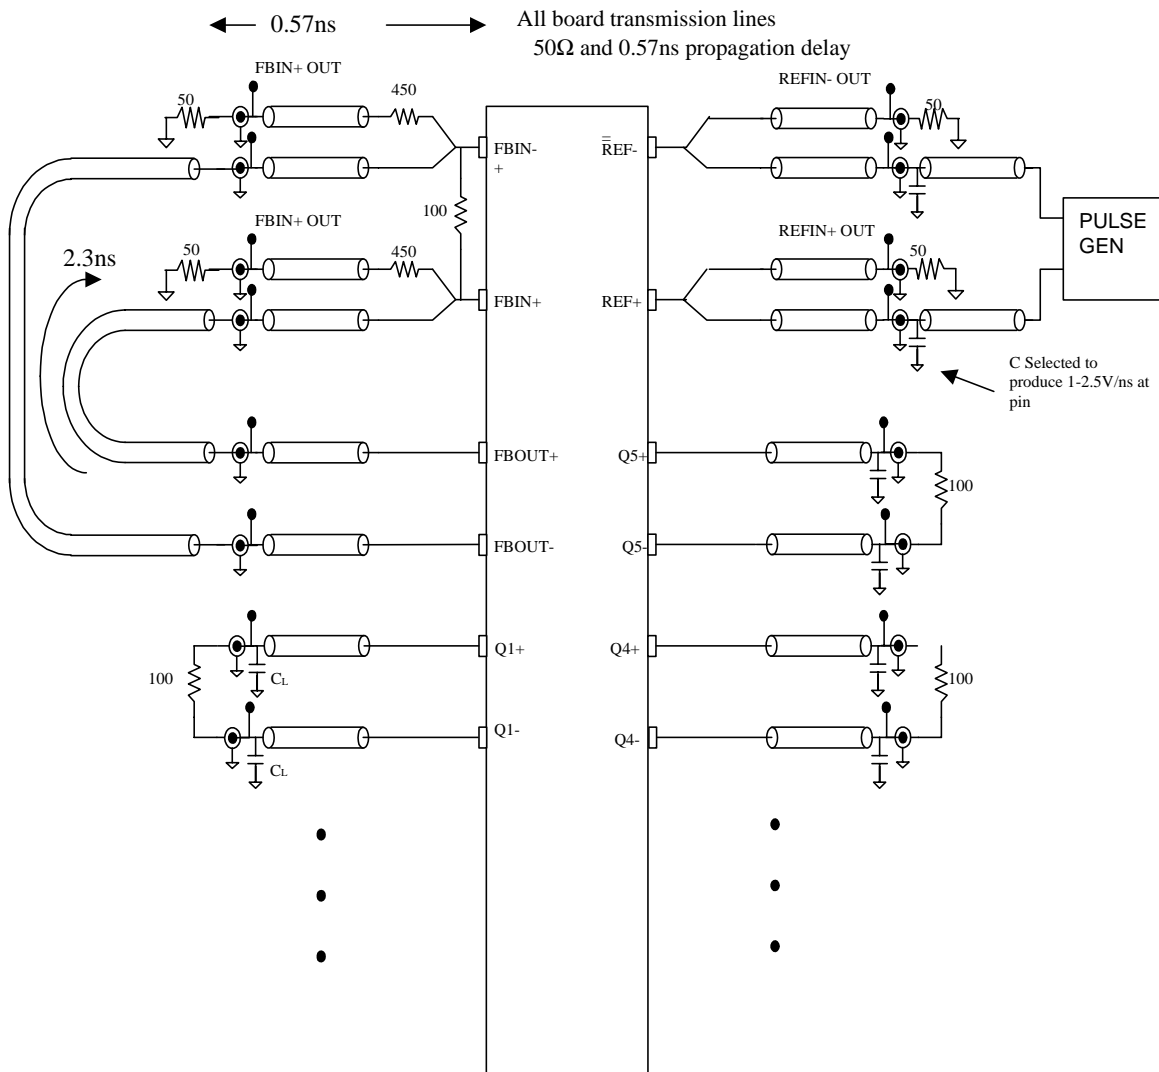 0.57ns
All board transmission lines
50Ω and 0.57ns propagation delay
FBIN+ OUT
REFIN- OUT
50
450
50
FBIN-
+
REF-
100
FBIN+ OUT
REFIN+ OUT
PULSE
GEN
2.3ns
50
450
50
FBIN+
REF+
C Selected to
produce 1-2.5V/ns at
pin
FBOUT+
Q5+
100
FBOUT-
Q5-
Q1+
Q4+
100
CL
100
Q1-
Q4-
CL